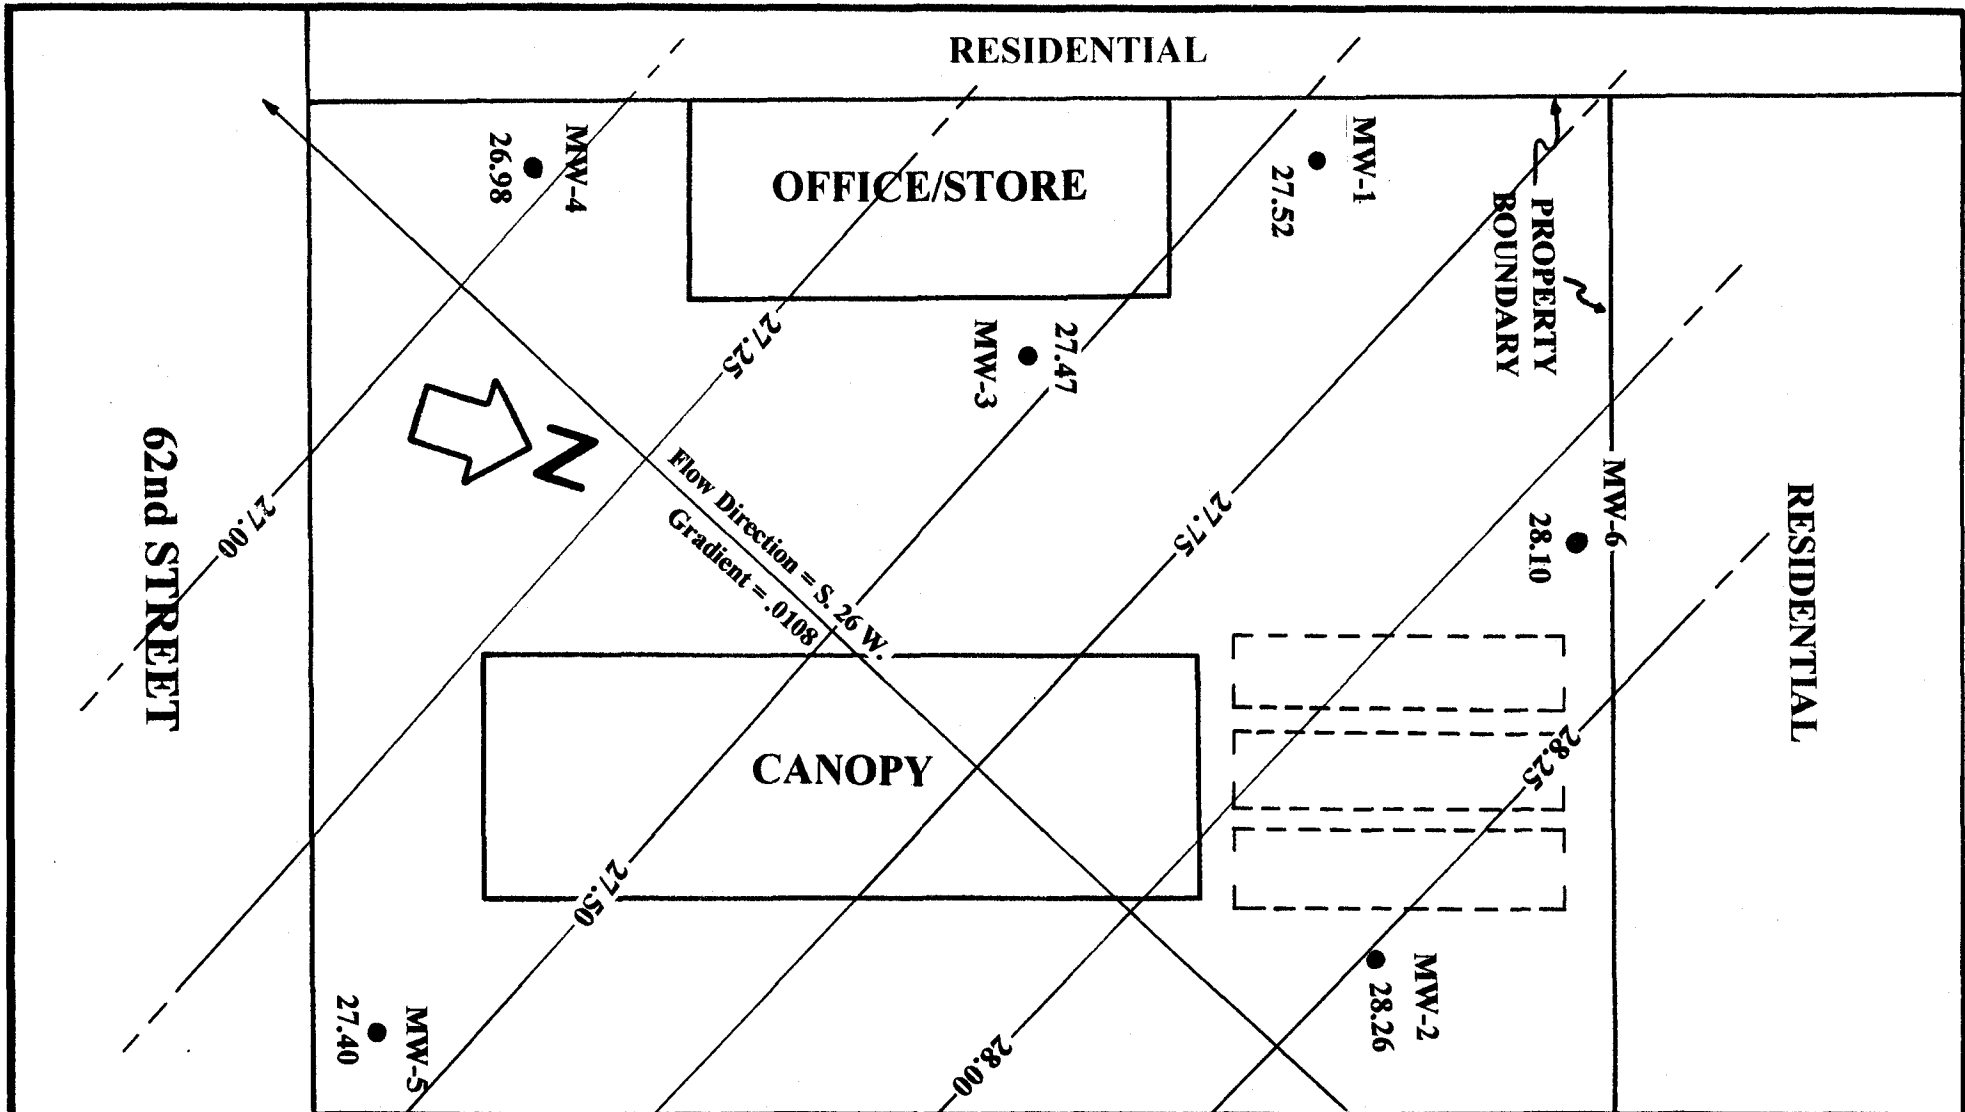 RESIDENTIAL
MW-4
26.98
OFFICE/STORE
MW-1
27.52
PROPERTY
BOUNDARY
27.25
27.47
MW-3
N
Flow Direction = S. 26 W.
Gradient = .0108
62nd STREET
27.00
27.75
MW-6
28.10
RESIDENTIAL
CANOPY
28.25
27.50
MW-2
28.26
MW-5
27.40
28.00